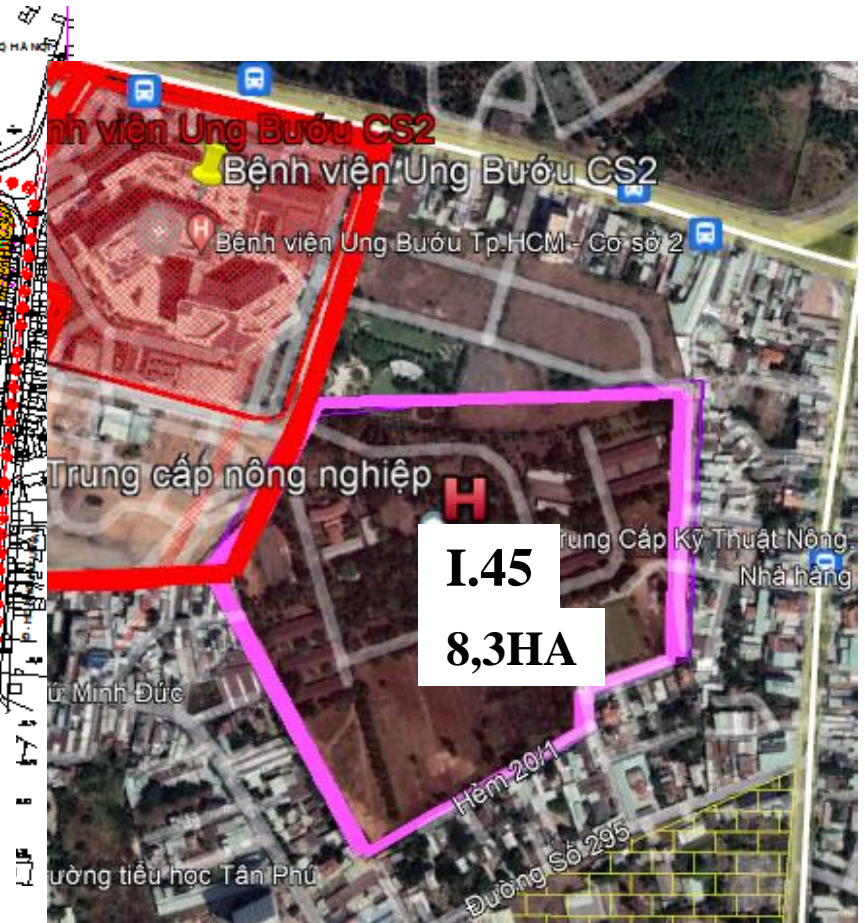 Ộ HÀ NỘI
nh viện Ung Bướu CS2
Bệnh viện Ung Bướu CS2
H
Bệnh viện Ung Bướu Tp.HCM - Cơ sở 2
Trung cấp nông nghiệp
H
I.45
rung Cấp Kỹ Thuật Nông
Nhà hàng
8,3HA
ứ Minh Đức
Hẻm 20/1
Đường Số 295
rường tiểu học Tân Phú